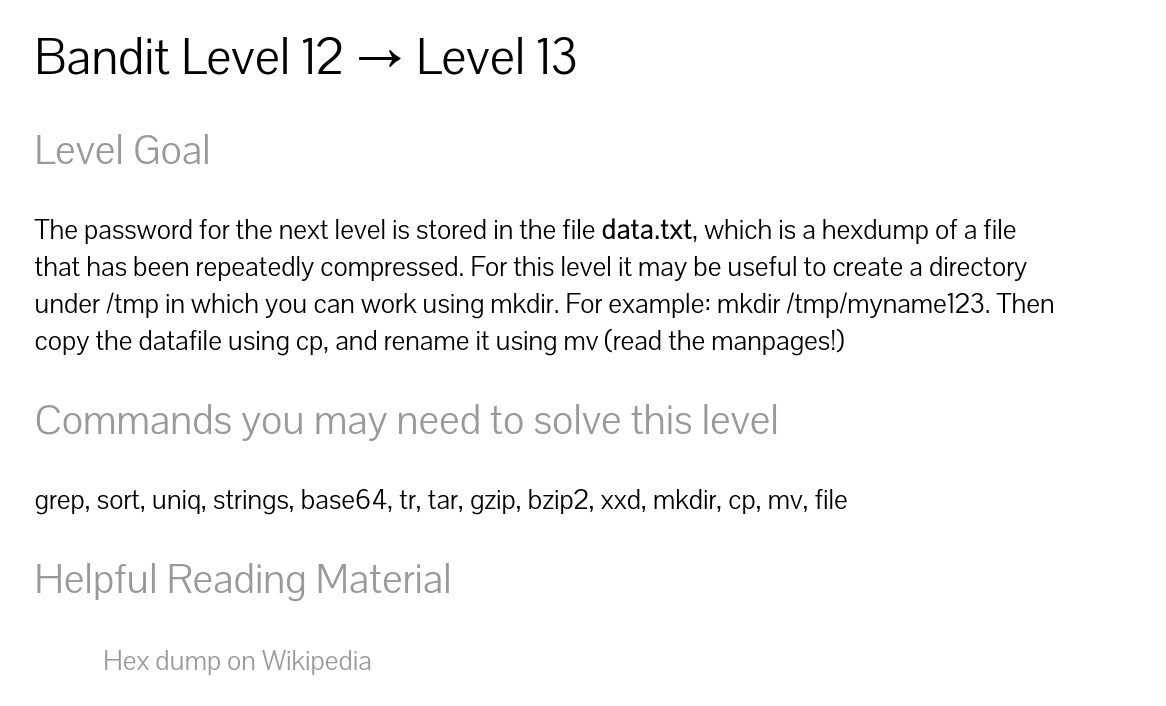 Bandit Level 12 → Level 13
Level Goal
The password for the next level is stored in the file data.txt, which is a hexdump of a file
that has been repeatedly compressed. For this level it may be useful to create a directory
under /tmp in which you can work using mkdir. For example: mkdir /tmp/myname123. Then
copy the datafile using cp, and rename it using mv (read the manpages!)
Commands you may need to solve this level
grep, sort, uniq, strings, base64, tr, tar, gzip, bzip2, xxd, mkdir, cp, mv, file
Helpful Reading Material
Hex dump on Wikipedia